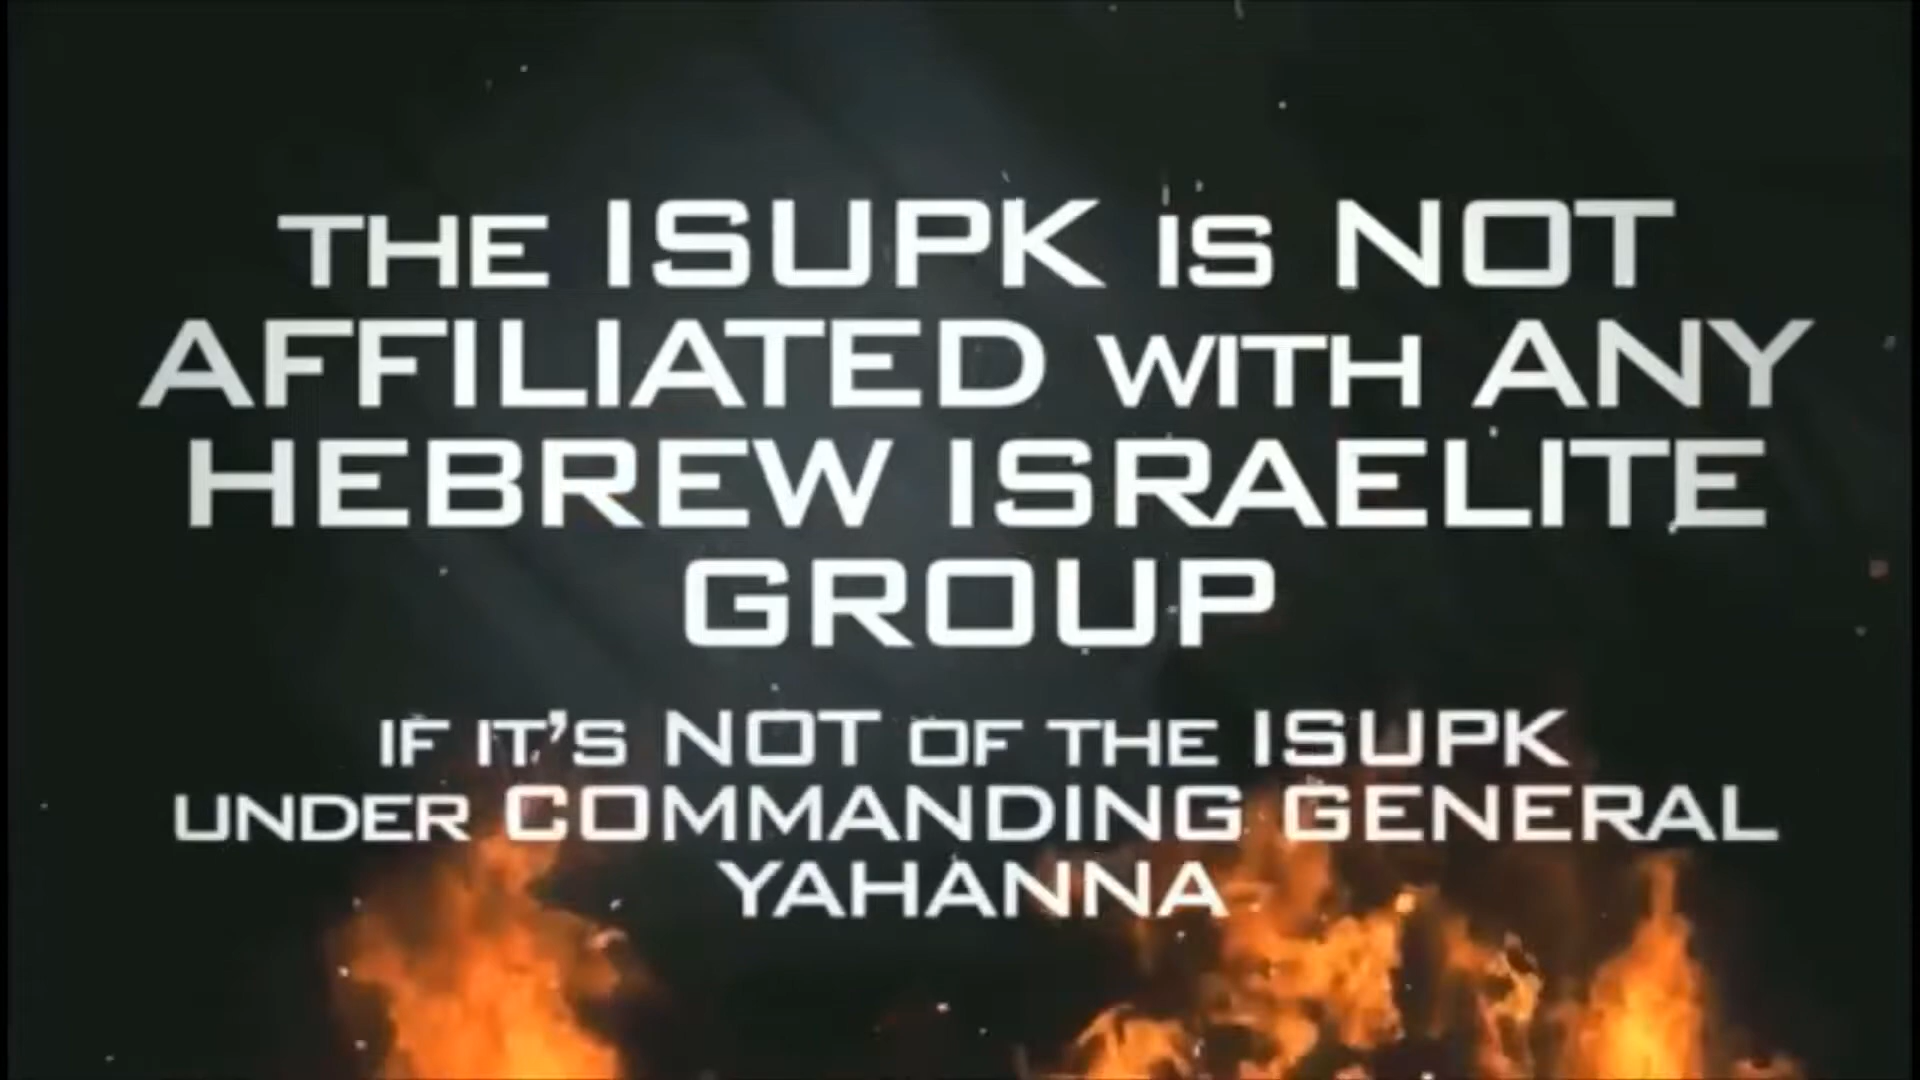 THE ISUPK IS NOT
AFFILIATED WITH ANY
HEBREW ISRAELITE
GROUP
IF IT'S NOT OF THE ISUPK
UNDER COMMANDING GENERAL
YAHANNA